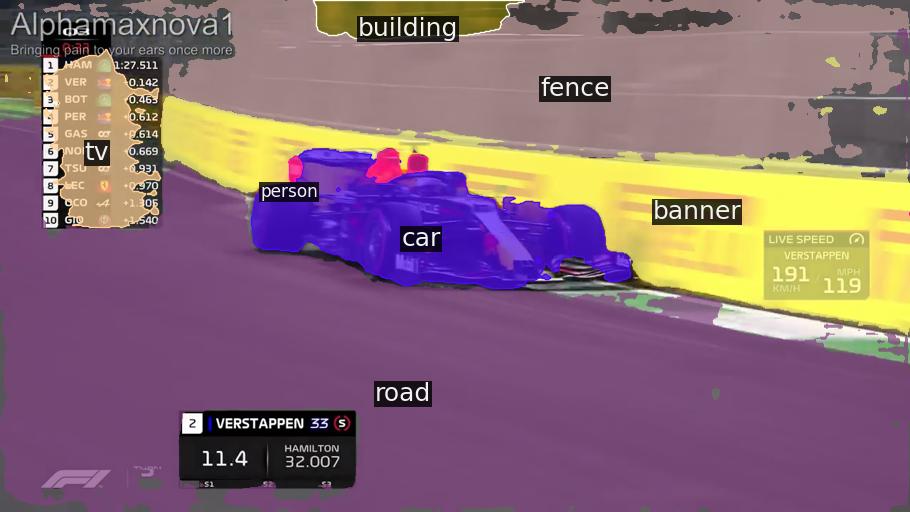 Alphamaxnova1
Bringing pain to your ears once more
building
fence
banner
person
car
road
tv
1 HAM 1:27.511
2 VER +0.142
3 BOT +0.463
4 PER +0.612
5 GAS +0.614
6 NOR +0.669
7 TSU +0.931
8 LEC +0.970
9 OCO +1.306
10 GIO +1.540
LIVE SPEED
VERSTAPPEN
191 KM/H / MPH 119
2 VERSTAPPEN 33 S
11.4
HAMILTON
32.007
S1 S2 S3
F1